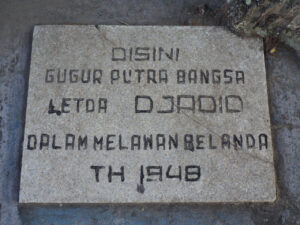 DISINI
GUGUR PUTRA BANGSA
LETDA DJADID
DALAM MELAWAN BELANDA
TH 1948